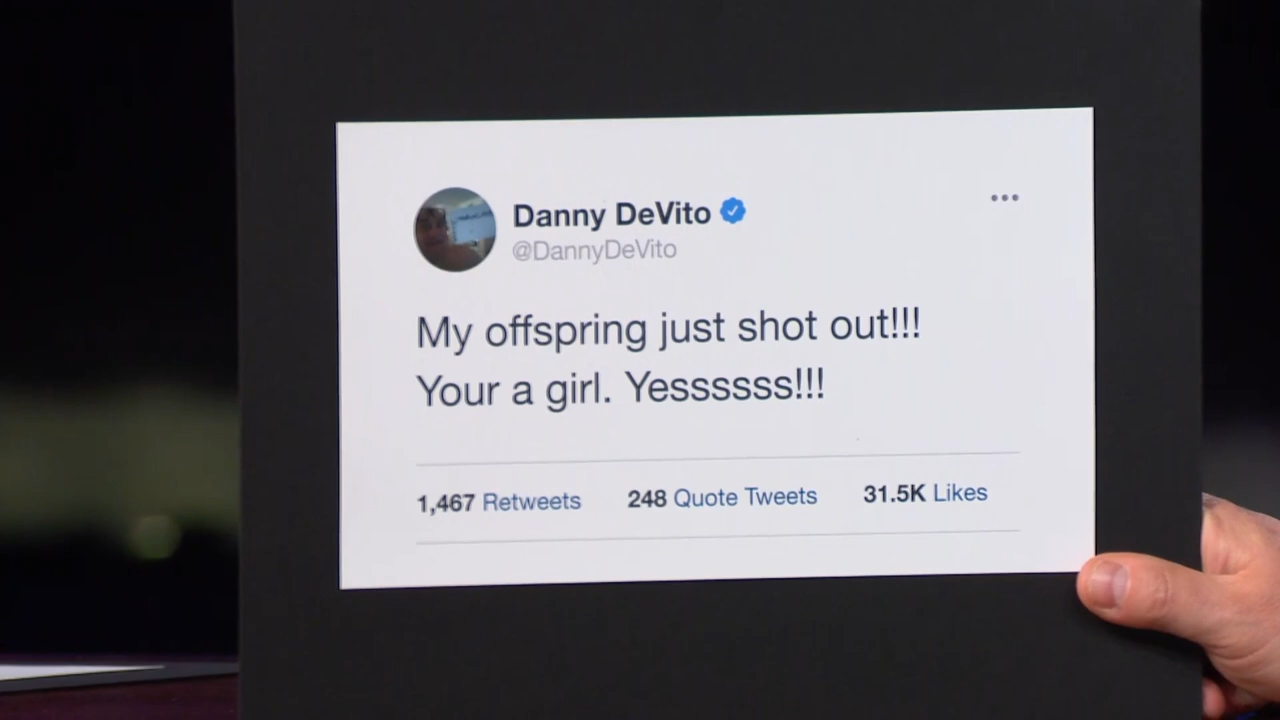 Danny DeVito
@DannyDeVito
My offspring just shot out!!!
Your a girl. Yessssss!!!
1,467 Retweets 248 Quote Tweets 31.5K Likes